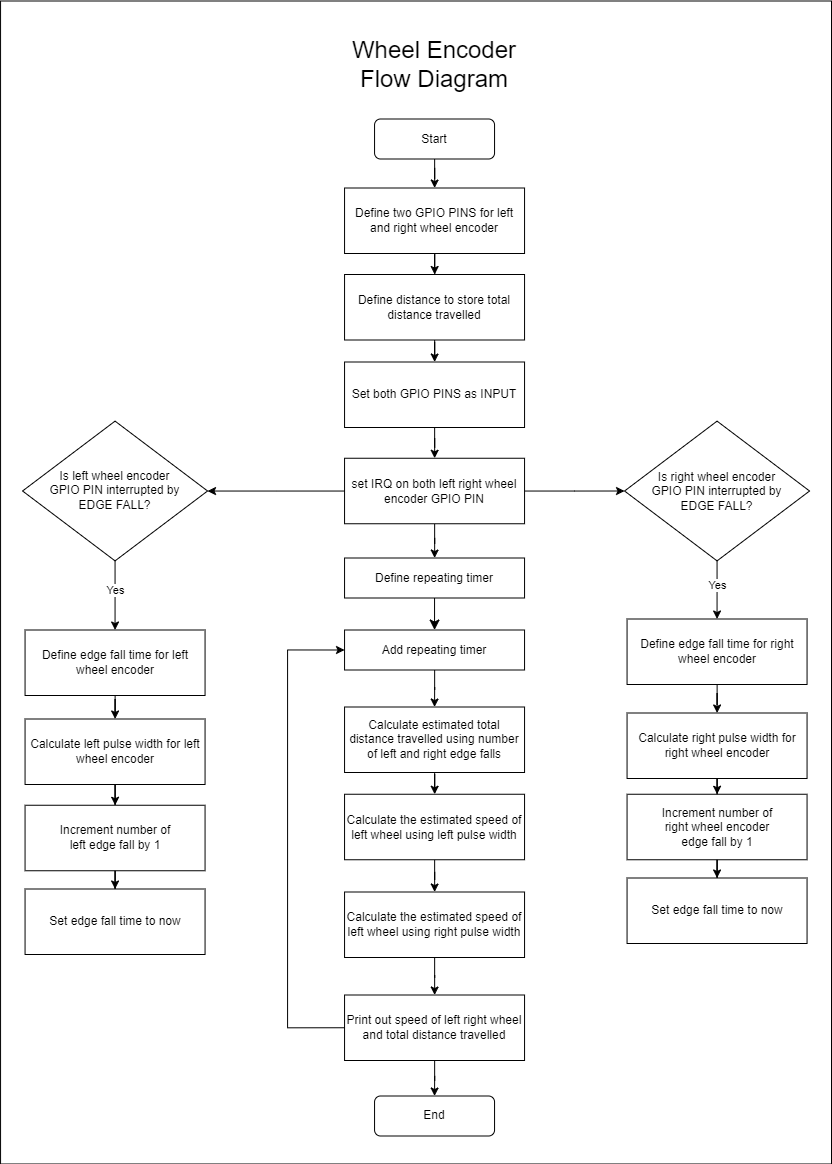 Wheel Encoder
Flow Diagram
Start
Define two GPIO PINS for left
and right wheel encoder
Define distance to store total
distance travelled
Set both GPIO PINS as INPUT
Is left wheel encoder
GPIO PIN interrupted by
EDGE FALL?
set IRQ on both left right wheel
encoder GPIO PIN
Is right wheel encoder
GPIO PIN interrupted by
EDGE FALL?
Define repeating timer
Yes
Yes
Define edge fall time for left
wheel encoder
Add repeating timer
Define edge fall time for right
wheel encoder
Calculate left pulse width for left
wheel encoder
Calculate estimated total
distance travelled using number
of left and right edge falls
Calculate right pulse width for
right wheel encoder
Increment number of
left edge fall by 1
Calculate the estimated speed of
left wheel using left pulse width
Increment number of
right wheel encoder
edge fall by 1
Set edge fall time to now
Calculate the estimated speed of
left wheel using right pulse width
Set edge fall time to now
Print out speed of left right wheel
and total distance travelled
End